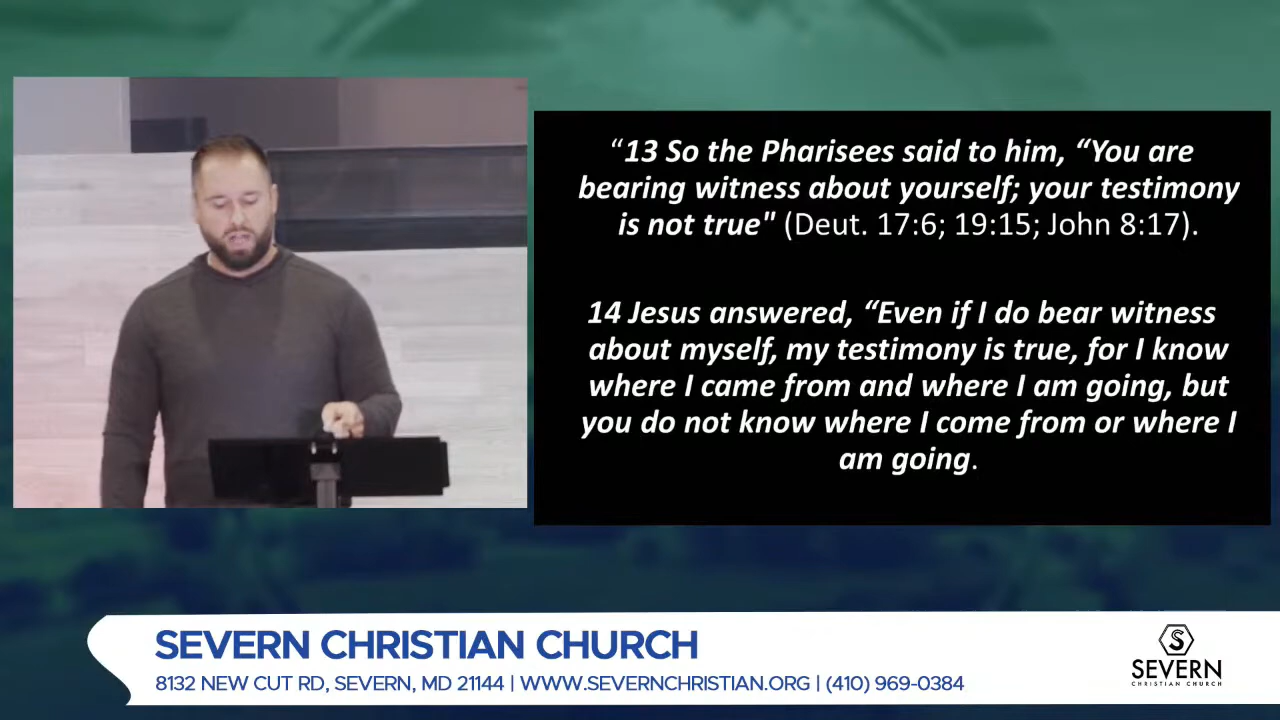 “13 So the Pharisees said to him, “You are
bearing witness about yourself; your testimony
is not true" (Deut. 17:6; 19:15; John 8:17).
14 Jesus answered, “Even if I do bear witness
about myself, my testimony is true, for I know
where I came from and where I am going, but
you do not know where I come from or where I
am going.
SEVERN CHRISTIAN CHURCH
8132 NEW CUT RD, SEVERN, MD 21144 | WWW.SEVERNCHRISTIAN.ORG | (410) 969-0384
S
SEVERN
CHRISTIAN CHURCH